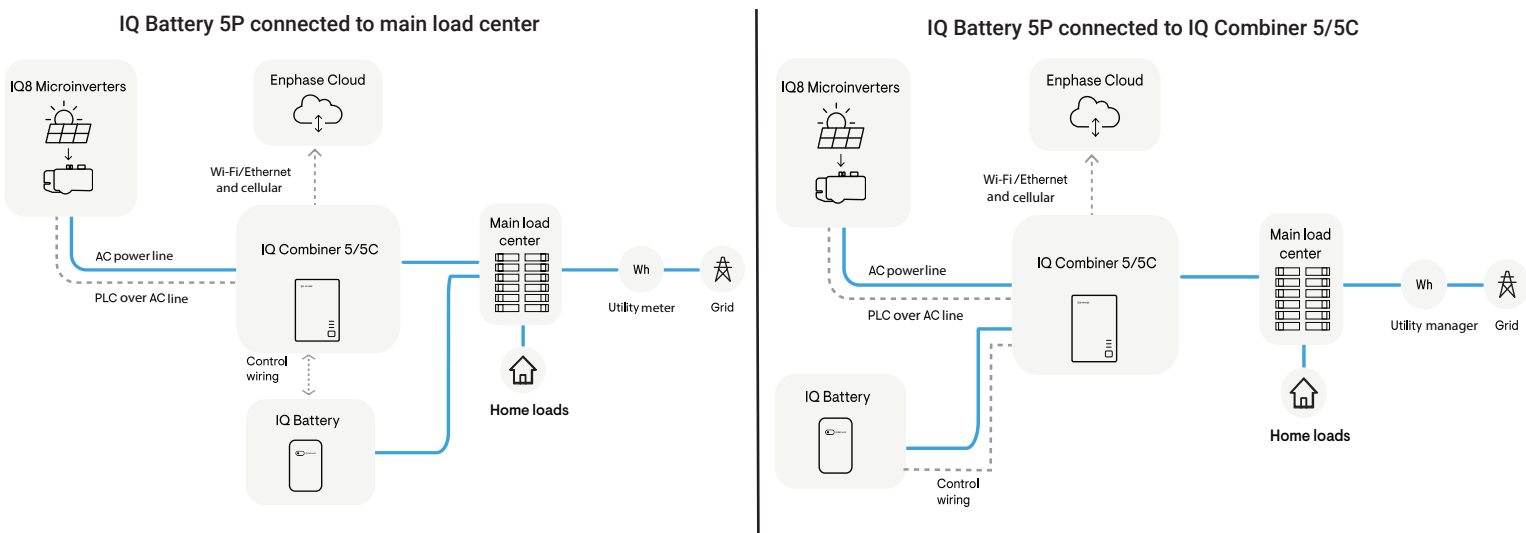 IQ Battery 5P connected to main load center
IQ8 Microinverters
Enphase Cloud
Wi-Fi/Ethernet
and cellular
AC power line
PLC over AC line
IQ Combiner 5/5C
Main load
center
Wh
Utility meter
Grid
Control
wiring
Home loads
IQ Battery
IQ Battery 5P connected to IQ Combiner 5/5C
IQ8 Microinverters
Enphase Cloud
Wi-Fi/Ethernet
and cellular
AC power line
PLC over AC line
IQ Combiner 5/5C
Main load
center
Wh
Utility manager
Grid
Home loads
IQ Battery
Control
wiring